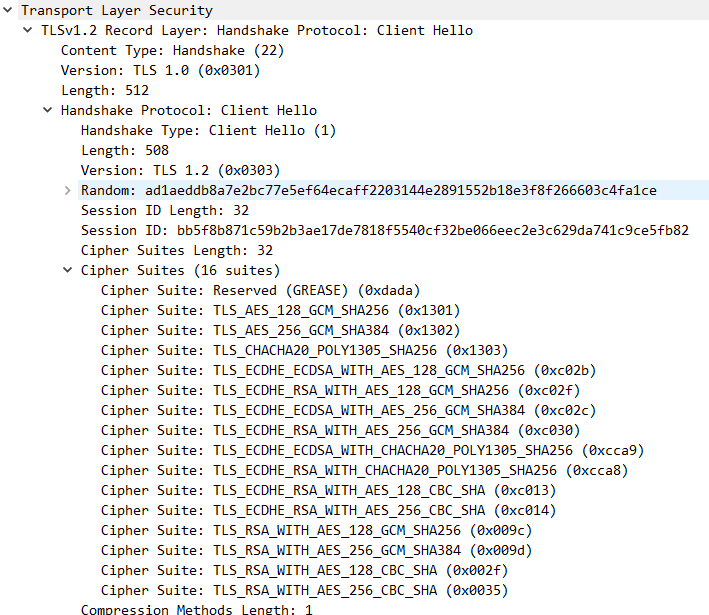 Transport Layer Security
TLSv1.2 Record Layer: Handshake Protocol: Client Hello
Content Type: Handshake (22)
Version: TLS 1.0 (0x0301)
Length: 512
Handshake Protocol: Client Hello
Handshake Type: Client Hello (1)
Length: 508
Version: TLS 1.2 (0x0303)
Random: ad1aeddb8a7e2bc77e5ef64ecaff2203144e2891552b18e3f8f266603c4fa1ce
Session ID Length: 32
Session ID: bb5f8b871c59b2b3ae17de7818f5540cf32be066eec2e3c629da741c9ce5fb82
Cipher Suites Length: 32
Cipher Suites (16 suites)
Cipher Suite: Reserved (GREASE) (0xdada)
Cipher Suite: TLS_AES_128_GCM_SHA256 (0x1301)
Cipher Suite: TLS_AES_256_GCM_SHA384 (0x1302)
Cipher Suite: TLS_CHACHA20_POLY1305_SHA256 (0x1303)
Cipher Suite: TLS_ECDHE_ECDSA_WITH_AES_128_GCM_SHA256 (0xc02b)
Cipher Suite: TLS_ECDHE_RSA_WITH_AES_128_GCM_SHA256 (0xc02f)
Cipher Suite: TLS_ECDHE_ECDSA_WITH_AES_256_GCM_SHA384 (0xc02c)
Cipher Suite: TLS_ECDHE_RSA_WITH_AES_256_GCM_SHA384 (0xc030)
Cipher Suite: TLS_ECDHE_ECDSA_WITH_CHACHA20_POLY1305_SHA256 (0xcca9)
Cipher Suite: TLS_ECDHE_RSA_WITH_CHACHA20_POLY1305_SHA256 (0xcca8)
Cipher Suite: TLS_ECDHE_RSA_WITH_AES_128_CBC_SHA (0xc013)
Cipher Suite: TLS_ECDHE_RSA_WITH_AES_256_CBC_SHA (0xc014)
Cipher Suite: TLS_RSA_WITH_AES_128_GCM_SHA256 (0x009c)
Cipher Suite: TLS_RSA_WITH_AES_256_GCM_SHA384 (0x009d)
Cipher Suite: TLS_RSA_WITH_AES_128_CBC_SHA (0x002f)
Cipher Suite: TLS_RSA_WITH_AES_256_CBC_SHA (0x0035)
Compression Methods Length: 1